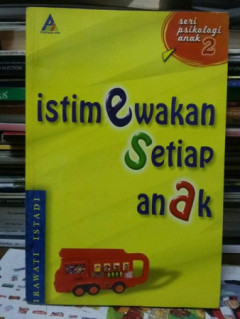 seri
psikologi
anak 2
istimewakan
setiap
anak
IRAWATI ISTADI